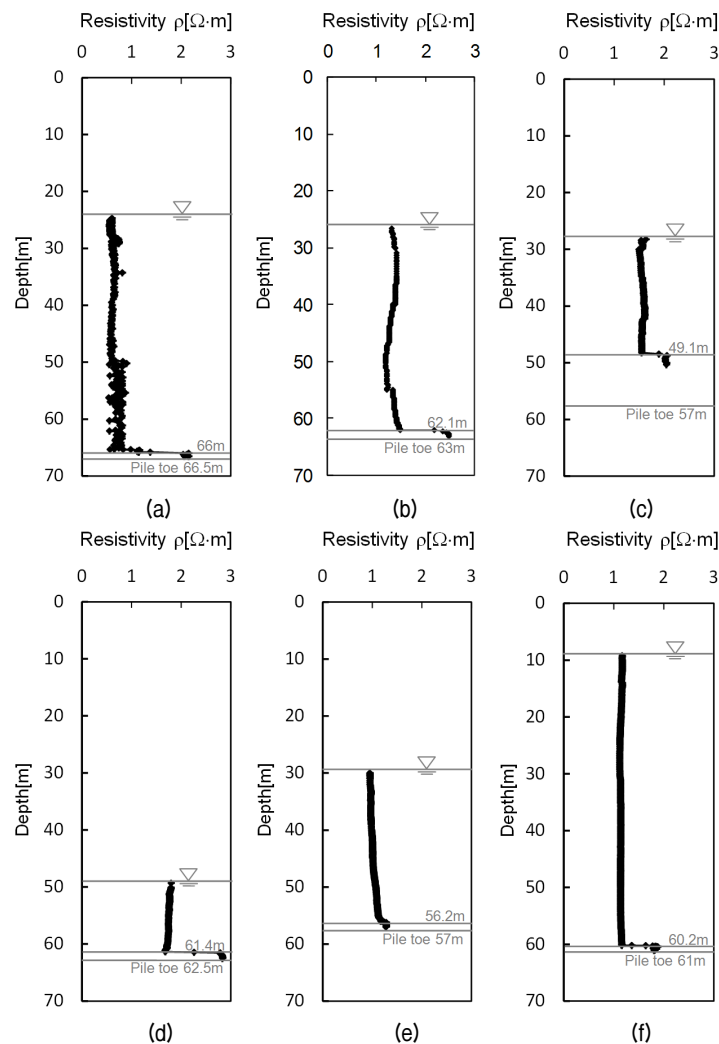 Resistivity ρ[Ω·m]
0 1 2 3
0
10
20
30
40
50
60
70
Depth[m]
66m
Pile toe 66.5m
(a)
Resistivity ρ[Ω·m]
0 1 2 3
0
10
20
30
40
50
60
70
Depth[m]
62.1m
Pile toe 63m
(b)
Resistivity ρ[Ω·m]
0 1 2 3
0
10
20
30
40
50
60
70
Depth[m]
49.1m
Pile toe 57m
(c)
Resistivity ρ[Ω·m]
0 1 2 3
0
10
20
30
40
50
60
70
Depth[m]
61.4m
Pile toe 62.5m
(d)
Resistivity ρ[Ω·m]
0 1 2 3
0
10
20
30
40
50
60
70
Depth[m]
56.2m
Pile toe 57m
(e)
Resistivity ρ[Ω·m]
0 1 2 3
0
10
20
30
40
50
60
70
Depth[m]
60.2m
Pile toe 61m
(f)